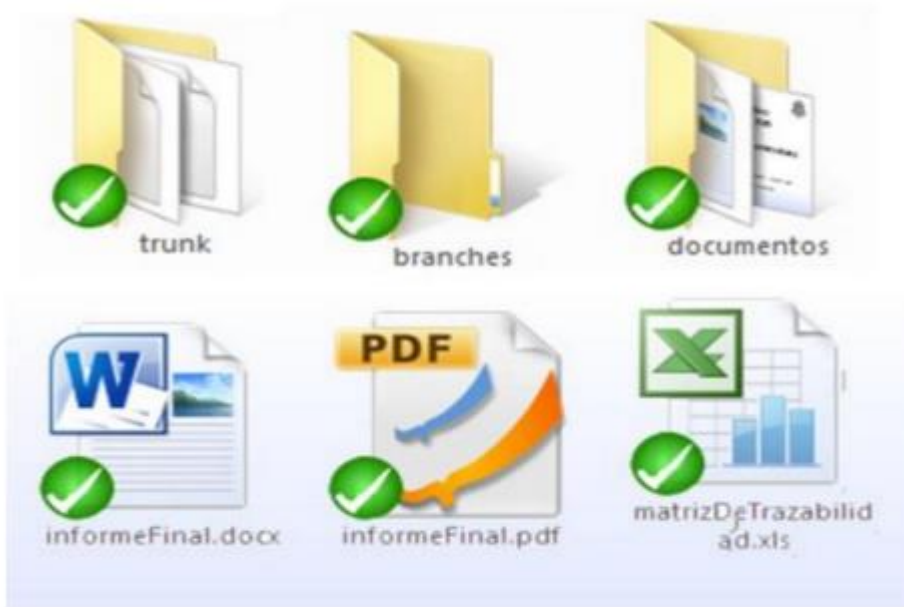 trunk
branches
documentos
W
PDF
informeFinal.docx
informeFinal.pdf
matrizDeTrazabilid
ad.xls